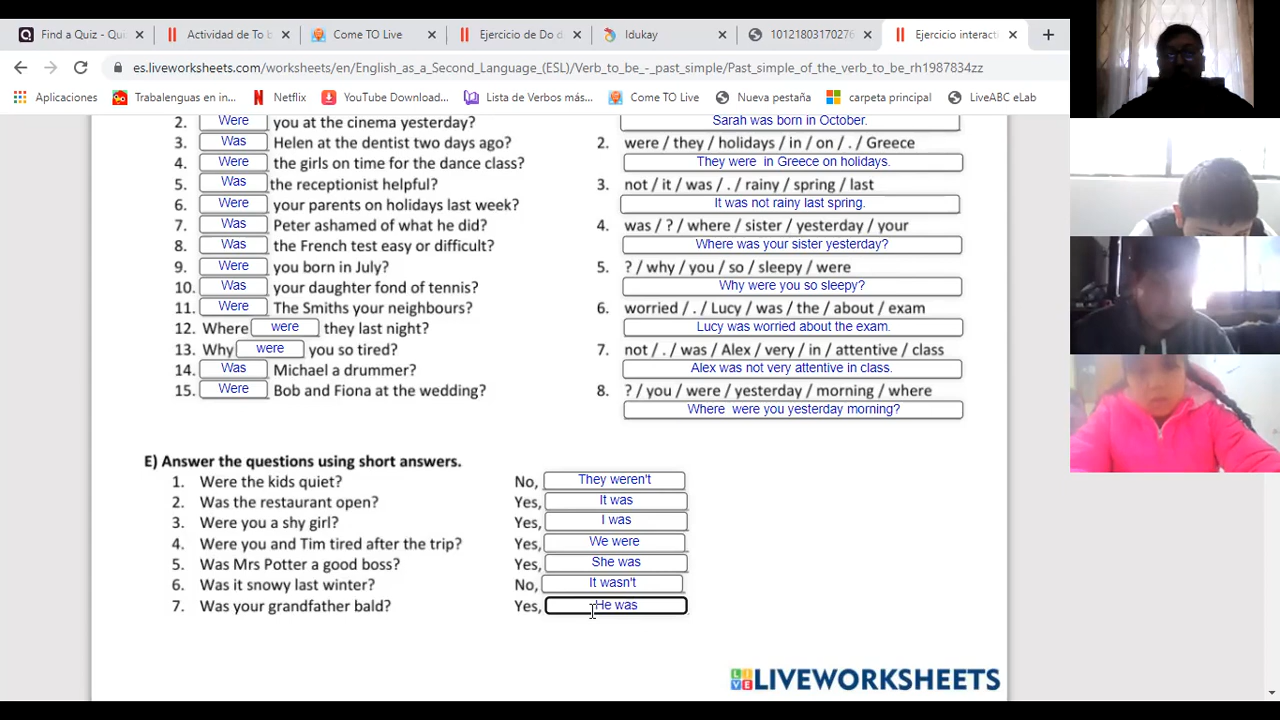 Find a Quiz - Qui
Actividad de To b
Come TO Live
Ejercicio de Do d
Idukay
10121803170276
Ejercicio interacti
es.liveworksheets.com/worksheets/en/English_as_a_Second_Language_(ESL)/Verb_to_be_-_past_simple/Past_simple_of_the_verb_to_be_rh1987834zz
Aplicaciones
Trabalenguas en in...
Netflix
YouTube Download...
Lista de Verbos más...
Come TO Live
Nueva pestaña
carpeta principal
LiveABC eLab
2. Were you at the cinema yesterday?
3. Was Helen at the dentist two days ago?
4. Were the girls on time for the dance class?
5. Was the receptionist helpful?
6. Were your parents on holidays last week?
7. Was Peter ashamed of what he did?
8. Was the French test easy or difficult?
9. Were you born in July?
10. Was your daughter fond of tennis?
11. Were The Smiths your neighbours?
12. Where were they last night?
13. Why were you so tired?
14. Was Michael a drummer?
15. Were Bob and Fiona at the wedding?
Sarah was born in October.
2. were / they / holidays / in / on / . / Greece
They were in Greece on holidays.
3. not / it / was / . / rainy / spring / last
It was not rainy last spring.
4. was / ? / where / sister / yesterday / your
Where was your sister yesterday?
5. ? / why / you / so / sleepy / were
Why were you so sleepy?
6. worried / . / Lucy / was / the / about / exam
Lucy was worried about the exam.
7. not / . / was / Alex / very / in / attentive / class
Alex was not very attentive in class.
8. ? / you / were / yesterday / morning / where
Where were you yesterday morning?
E) Answer the questions using short answers.
1. Were the kids quiet? No, They weren't
2. Was the restaurant open? Yes, It was
3. Were you a shy girl? Yes, I was
4. Were you and Tim tired after the trip? Yes, We were
5. Was Mrs Potter a good boss? Yes, She was
6. Was it snowy last winter? No, It wasn't
7. Was your grandfather bald? Yes, He was
LIVEWORKSHEETS